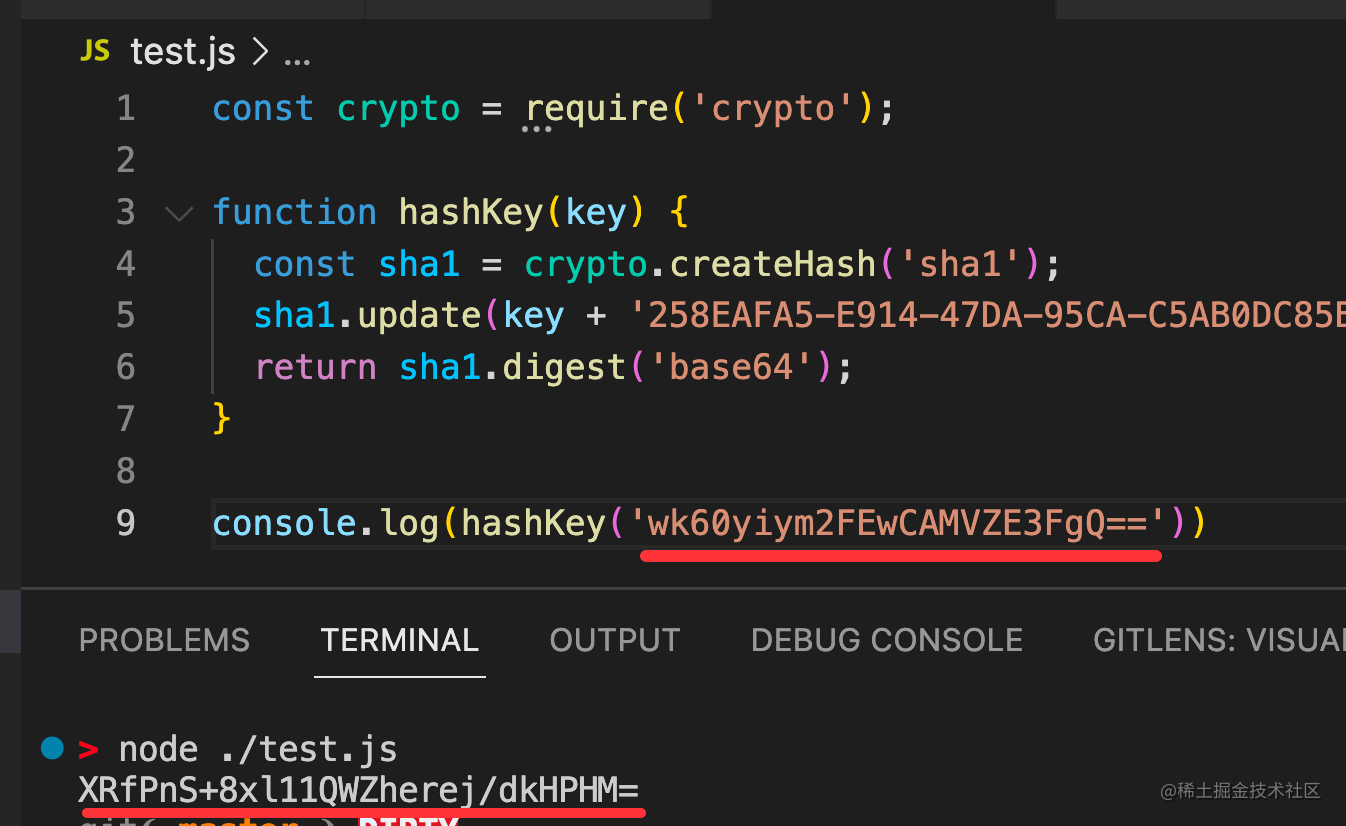 JS test.js > ...
1 const crypto = require('crypto');
2
3 function hashKey(key) {
4 const sha1 = crypto.createHash('sha1');
5 sha1.update(key + '258EAFA5-E914-47DA-95CA-C5AB0DC85B
6 return sha1.digest('base64');
7 }
8
9 console.log(hashKey('wk60yiym2FEwCAMVZE3FgQ=='))
PROBLEMS TERMINAL OUTPUT DEBUG CONSOLE GITLENS: VISUAL
> node ./test.js
XRfPnS+8xl11QWZherej/dkHPHM=
git( master ) DIRTY
@稀土掘金技术社区